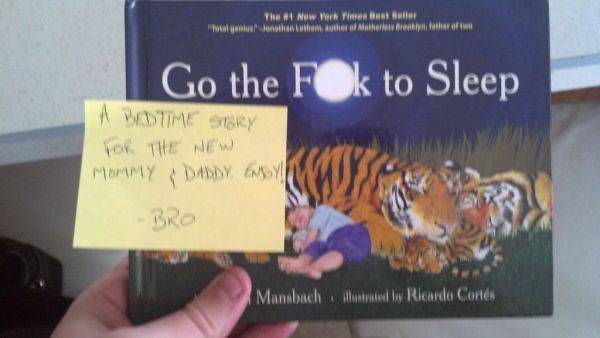 The #1 New York Times Best Seller
"Total genius." -Jonathan Lethem, author of Motherless Brooklyn, father of two
Go the F k to Sleep
A BEDTIME STORY
FOR THE NEW
MOMMY & DADDY. ENJOY!
-BRO
Mansbach · illustrated by Ricardo Cortés